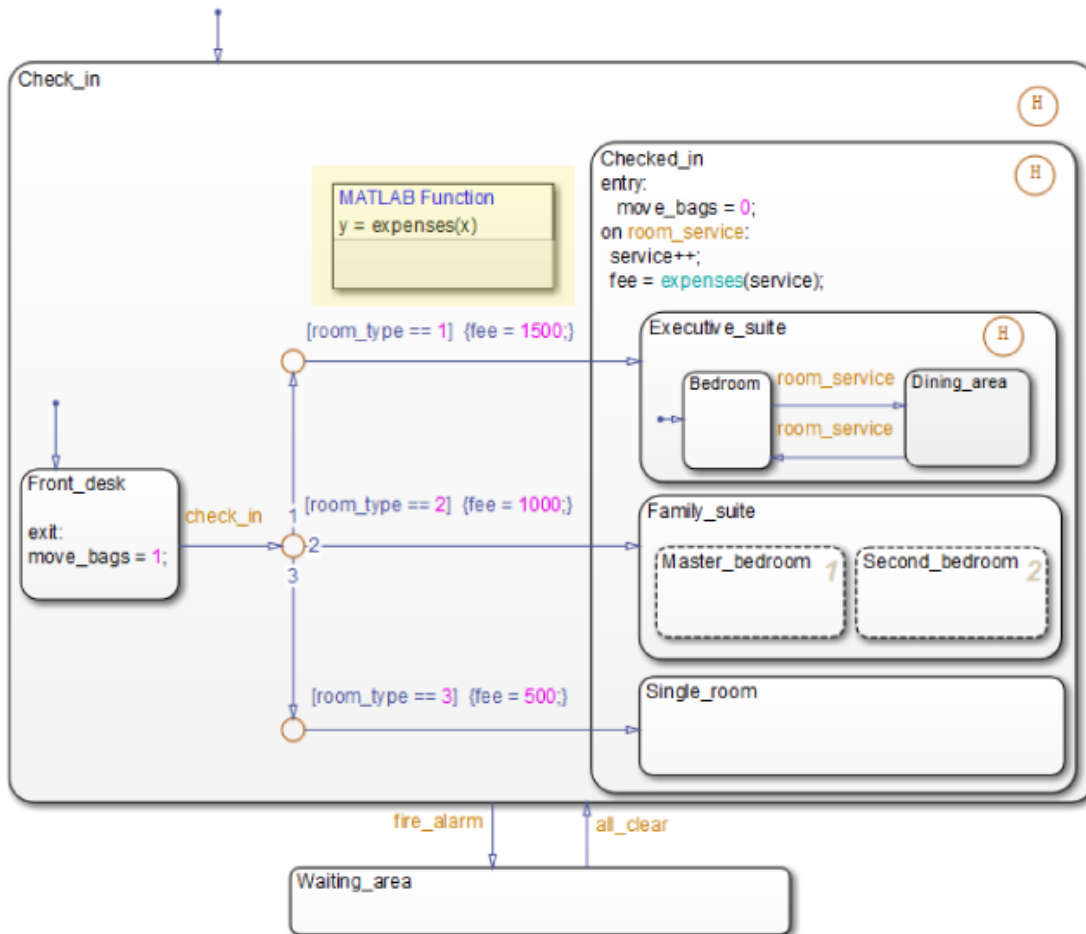 Check_in
H
Checked_in
H
entry:
move_bags = 0;
on room_service:
service++;
fee = expenses(service);
MATLAB Function
y = expenses(x)
[room_type == 1] {fee = 1500;}
Executive_suite
H
Bedroom
room_service
Dining_area
room_service
Front_desk
exit:
move_bags = 1;
check_in
1
2
3
[room_type == 2] {fee = 1000;}
Family_suite
Master_bedroom
1
Second_bedroom
2
[room_type == 3] {fee = 500;}
Single_room
fire_alarm
all_clear
Waiting_area